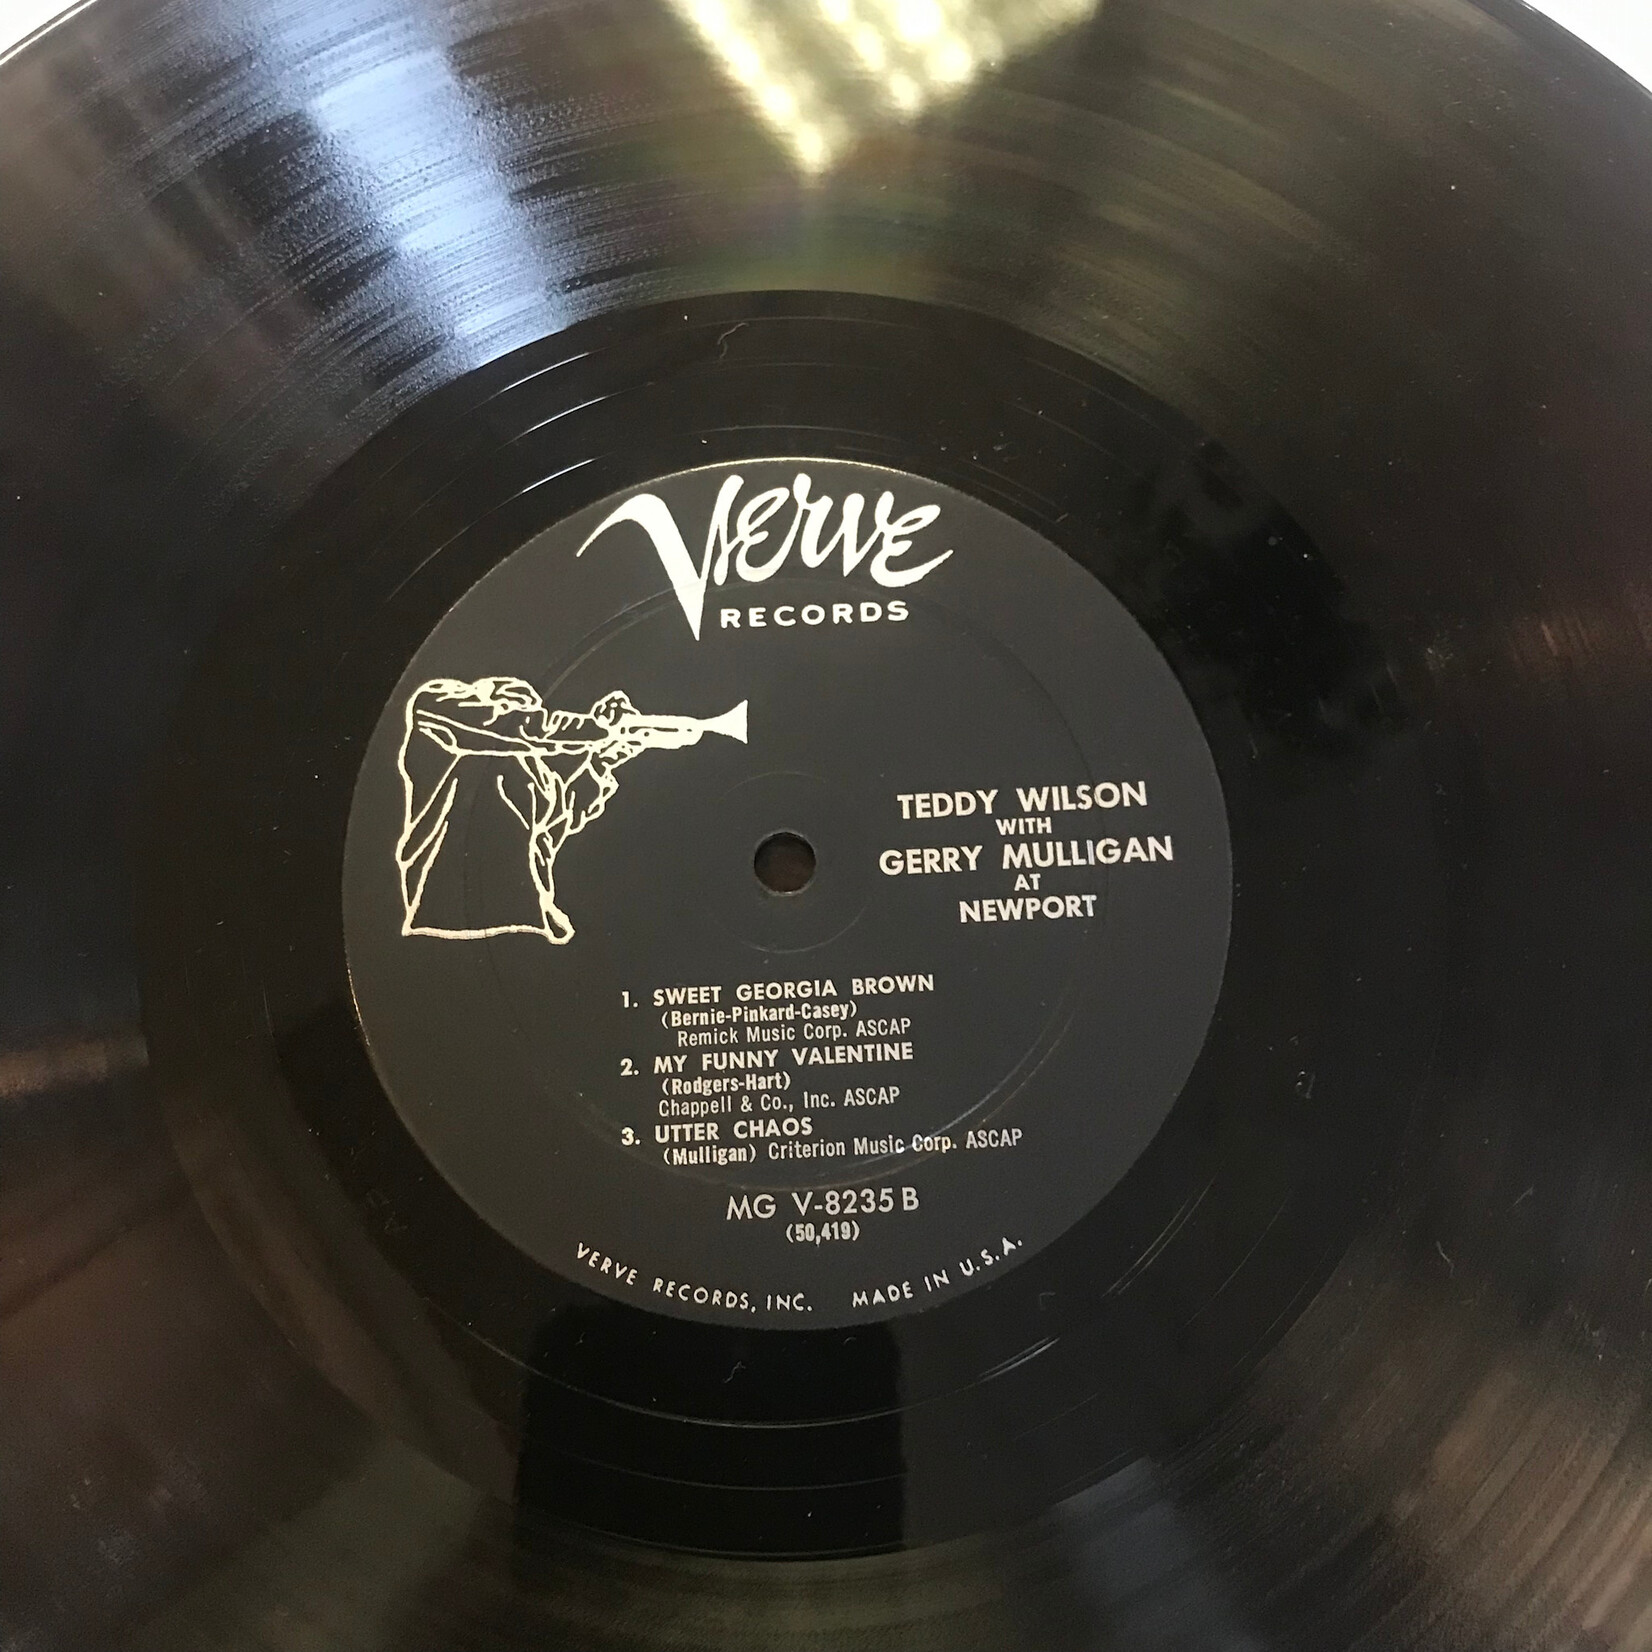 Verve
RECORDS
TEDDY WILSON
WITH
GERRY MULLIGAN
AT
NEWPORT
1. SWEET GEORGIA BROWN
(Bernie-Pinkard-Casey)
Remick Music Corp. ASCAP
2. MY FUNNY VALENTINE
(Rodgers-Hart)
Chappell & Co., Inc. ASCAP
3. UTTER CHAOS
(Mulligan) Criterion Music Corp. ASCAP
MG V-8235 B
(50,419)
VERVE RECORDS, INC. MADE IN U.S.A.